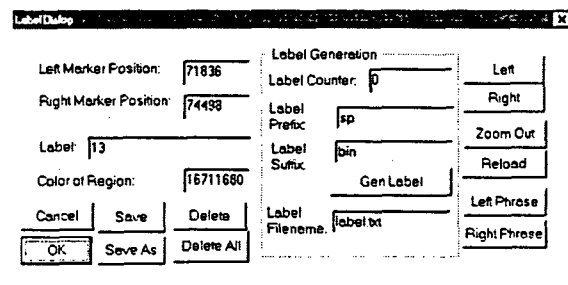 Label Dialog
Left Marker Position: 71836
Right Marker Position: 74498
Label: 13
Color of Region: 16711680
Cancel Save Delete
OK Save As Delete All
Label Generation
Label Counter: 0
Label
Prefix: sp
Label
Suffix: bin
Gen Label
Label
Filename: label.txt
Left
Right
Zoom Out
Reload
Left Phrase
Right Phrase